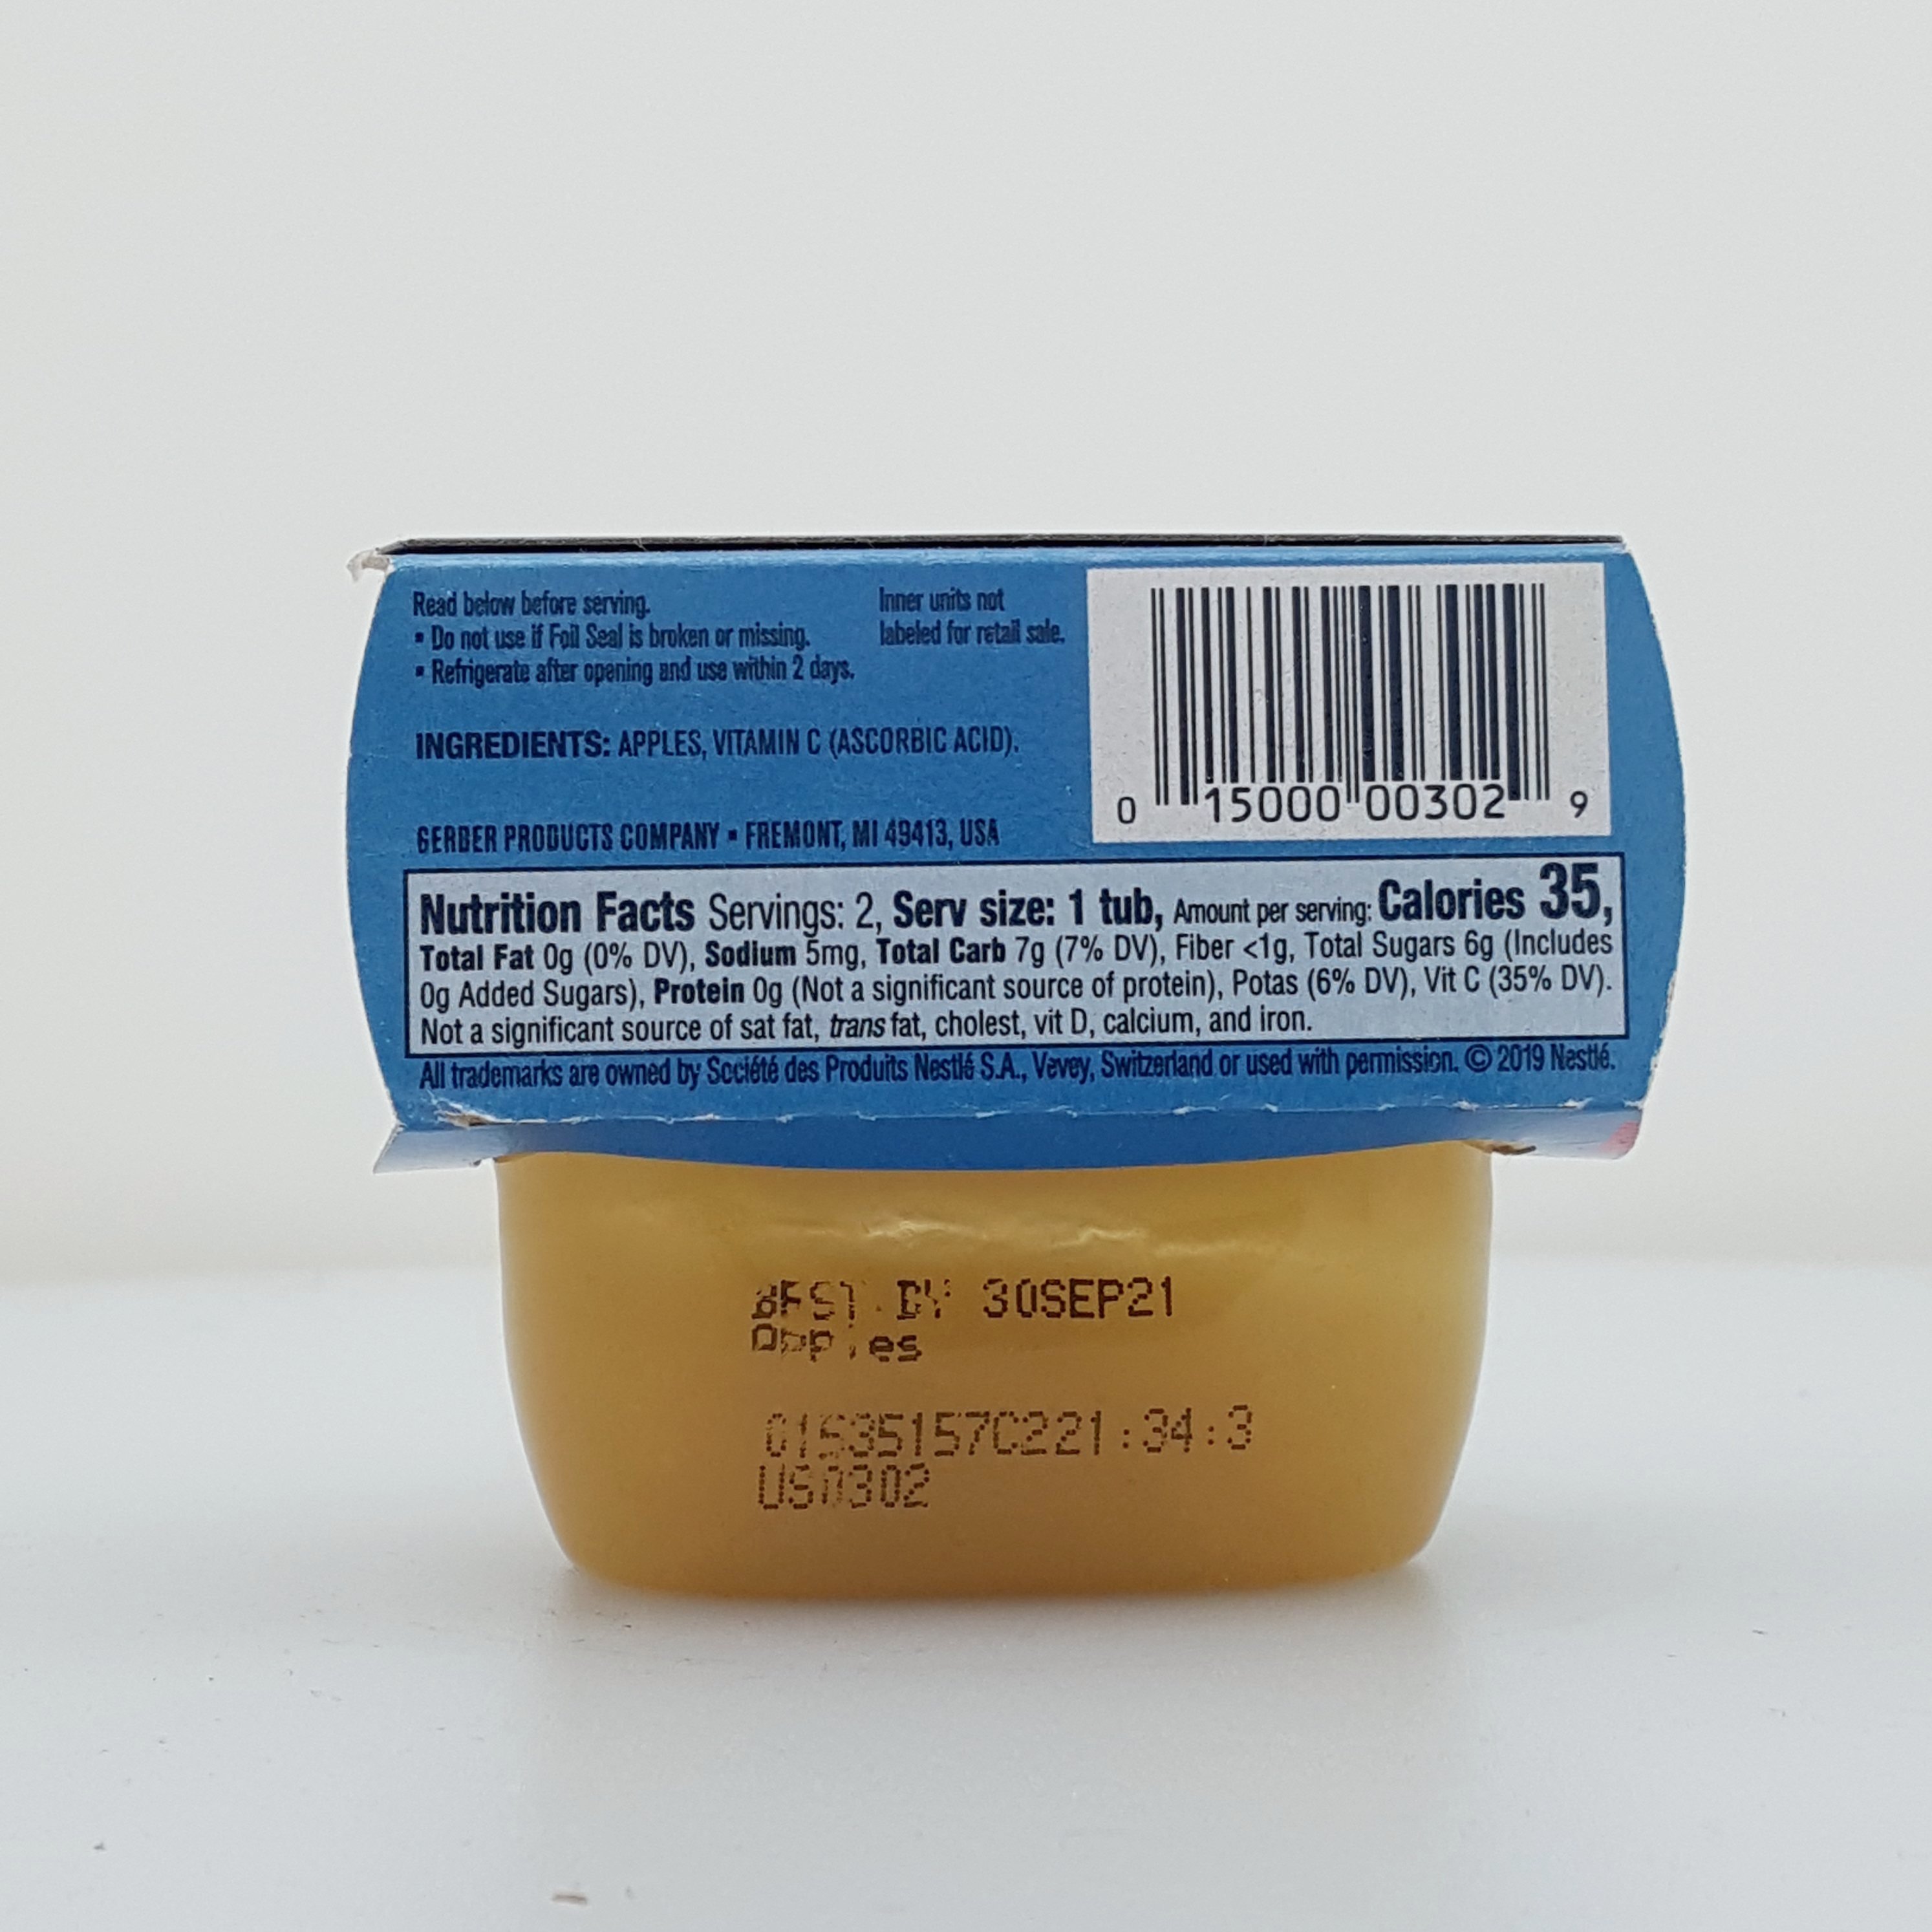 Read below before serving.
▪ Do not use if Foil Seal is broken or missing.
▪ Refrigerate after opening and use within 2 days.
Inner units not
labeled for retail sale.
INGREDIENTS: APPLES, VITAMIN C (ASCORBIC ACID).
GERBER PRODUCTS COMPANY ▪ FREMONT, MI 49413, USA
0 15000 00302 9
Nutrition Facts Servings: 2, Serv size: 1 tub, Amount per serving: Calories 35,
Total Fat 0g (0% DV), Sodium 5mg, Total Carb 7g (7% DV), Fiber <1g, Total Sugars 6g (Includes
0g Added Sugars), Protein 0g (Not a significant source of protein), Potas (6% DV), Vit C (35% DV).
Not a significant source of sat fat, trans fat, cholest, vit D, calcium, and iron.
All trademarks are owned by Société des Produits Nestlé S.A., Vevey, Switzerland or used with permission. © 2019 Nestlé.
BEST BY 30SEP21
Apples
01535157C221:34:3
US0302